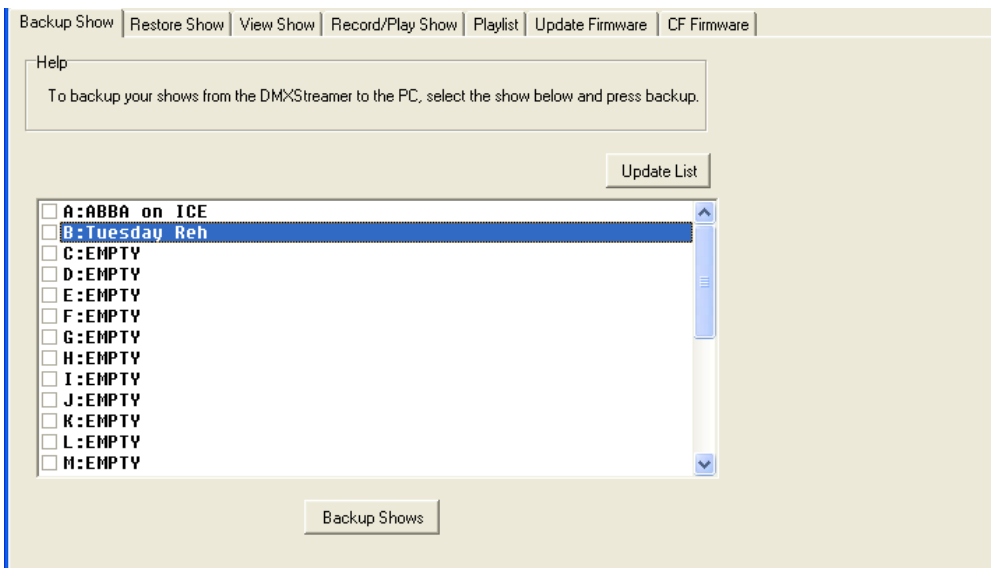 Backup Show Restore Show View Show Record/Play Show Playlist Update Firmware CF Firmware
Help
To backup your shows from the DMXStreamer to the PC, select the show below and press backup.
Update List
A:ABBA on ICE
B:Tuesday Reh
C:EMPTY
D:EMPTY
E:EMPTY
F:EMPTY
G:EMPTY
H:EMPTY
I:EMPTY
J:EMPTY
K:EMPTY
L:EMPTY
M:EMPTY
Backup Shows